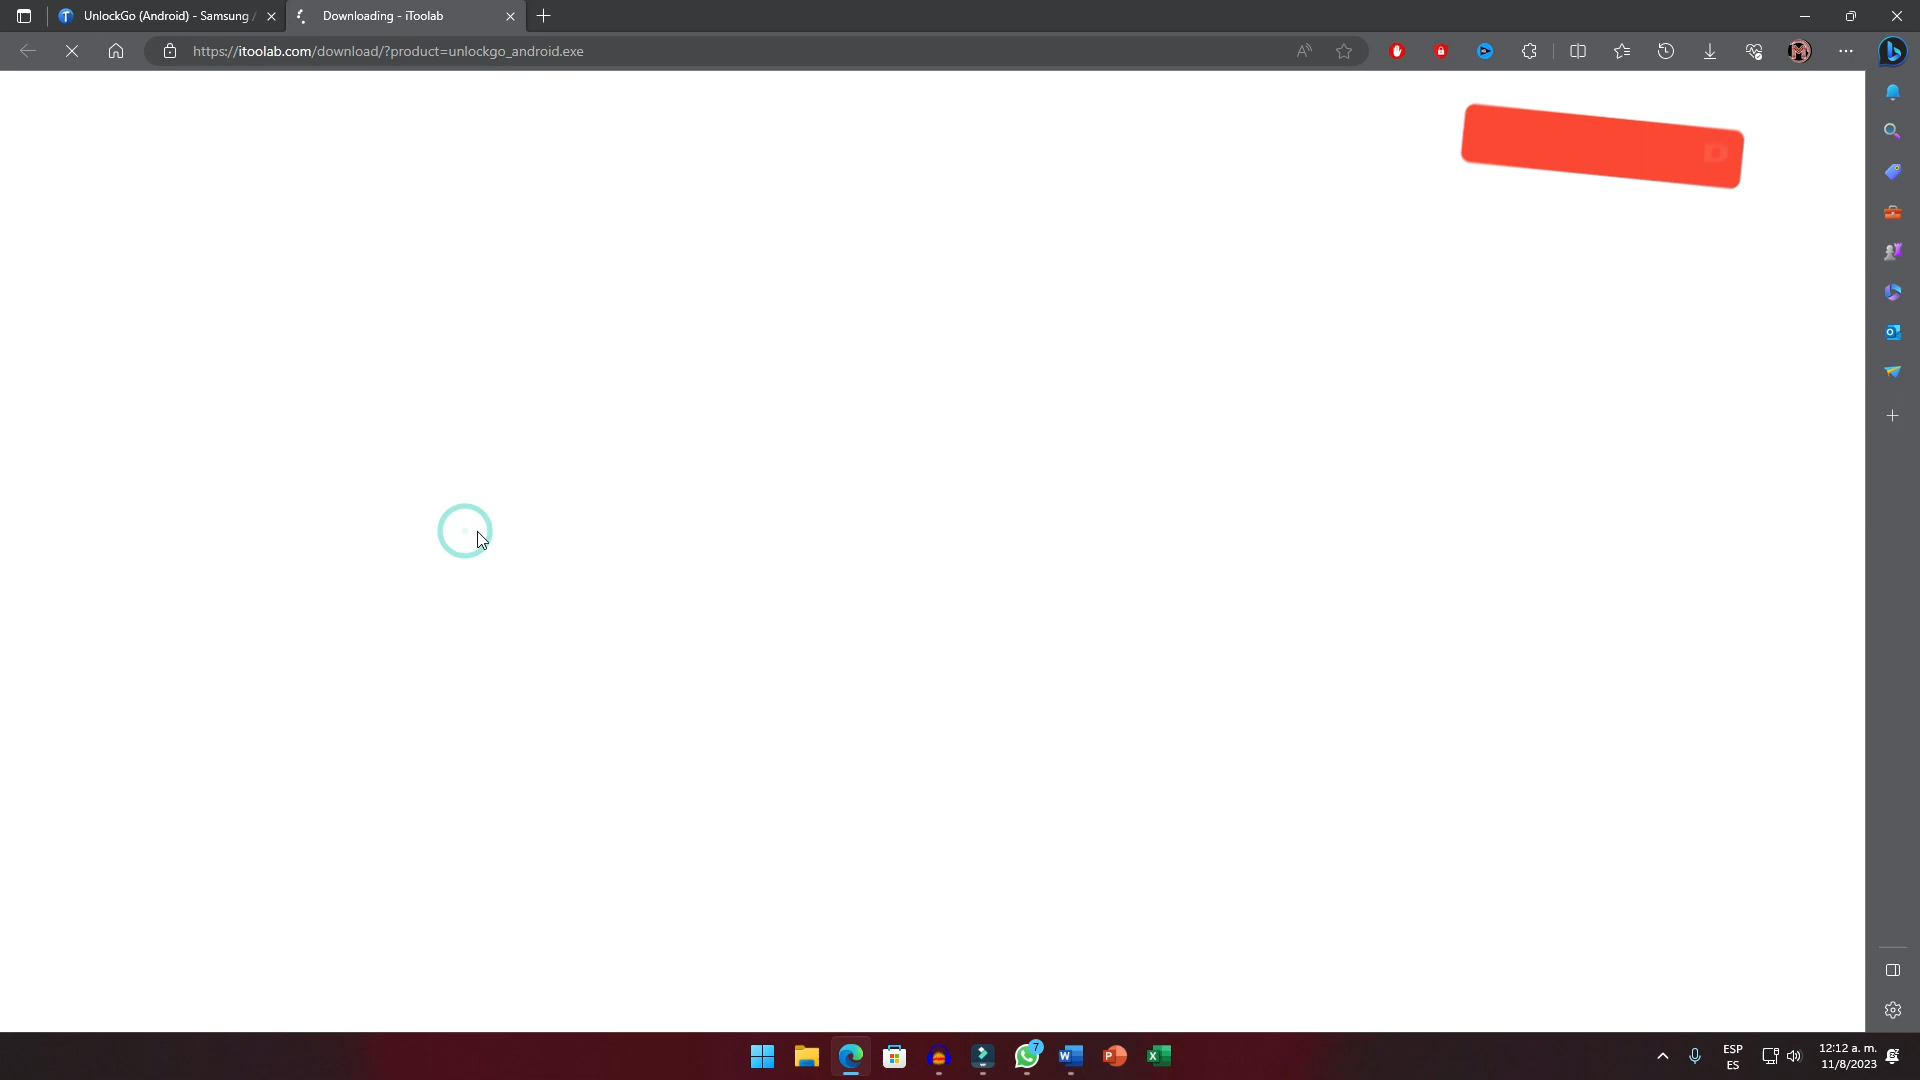 UnlockGo (Android) - Samsung /
Downloading - iToolab
https://itoolab.com/download/?product=unlockgo_android.exe
7
ESP
ES
12:12 a. m.
11/8/2023